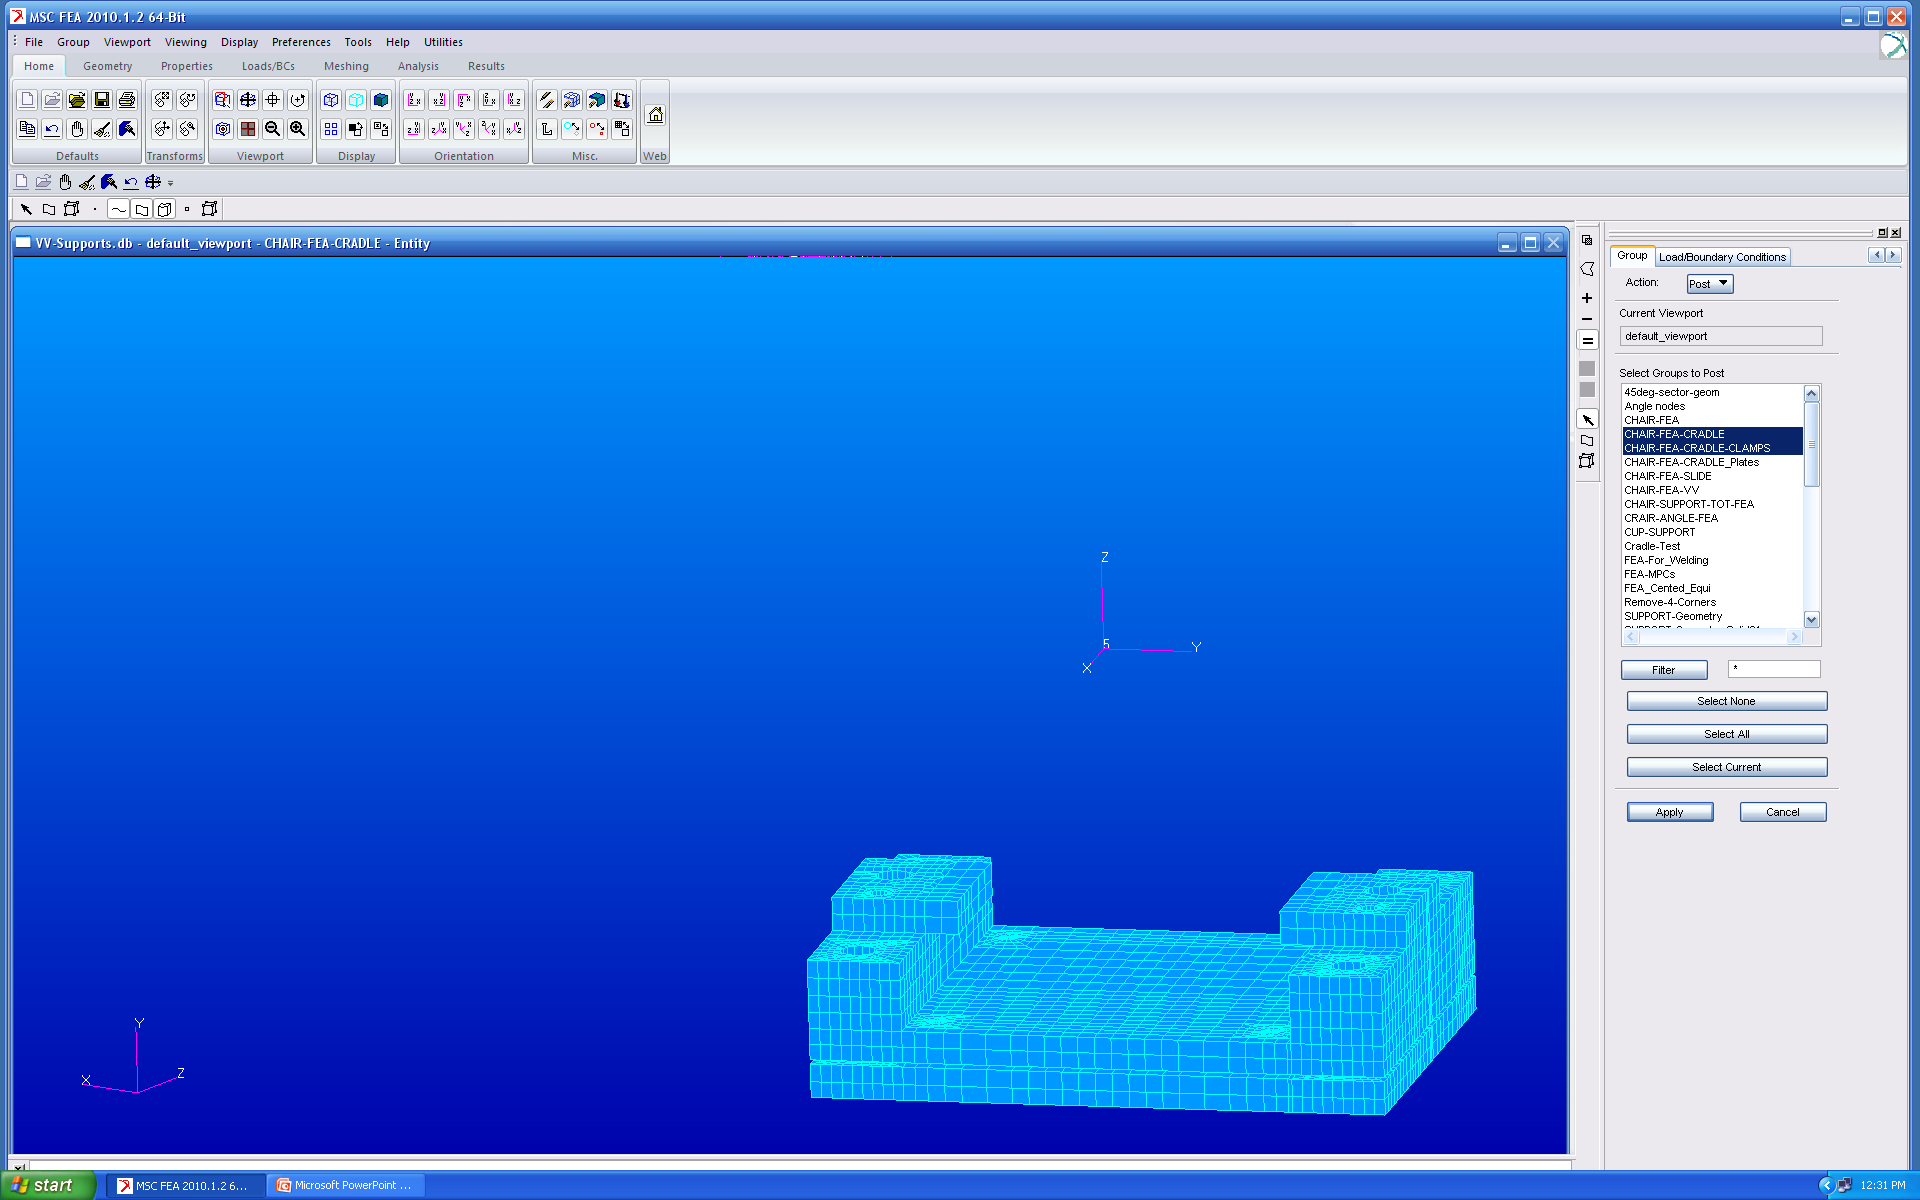 MSC FEA 2010.1.2 64-Bit
File Group Viewport Viewing Display Preferences Tools Help Utilities
Home Geometry Properties Loads/BCs Meshing Analysis Results
Defaults Transforms Viewport Display Orientation Misc. Web
VV-Supports.db - default_viewport - CHAIR-FEA-CRADLE - Entity
Group Load/Boundary Conditions
Action: Post
Current Viewport
default_viewport
Select Groups to Post
45deg-sector-geom
Angle nodes
CHAIR-FEA
CHAIR-FEA-CRADLE
CHAIR-FEA-CRADLE-CLAMPS
CHAIR-FEA-CRADLE_Plates
CHAIR-FEA-SLIDE
CHAIR-FEA-VV
CHAIR-SUPPORT-TOT-FEA
CRAIR-ANGLE-FEA
CUP-SUPPORT
Cradle-Test
FEA-For_Welding
FEA-MPCs
FEA_Cented_Equi
Remove-4-Corners
SUPPORT-Geometry
Filter *
Select None
Select All
Select Current
Apply Cancel
Z
5 Y
X
Y
X Z
start MSC FEA 2010.1.2 6... Microsoft PowerPoint ... 12:31 PM